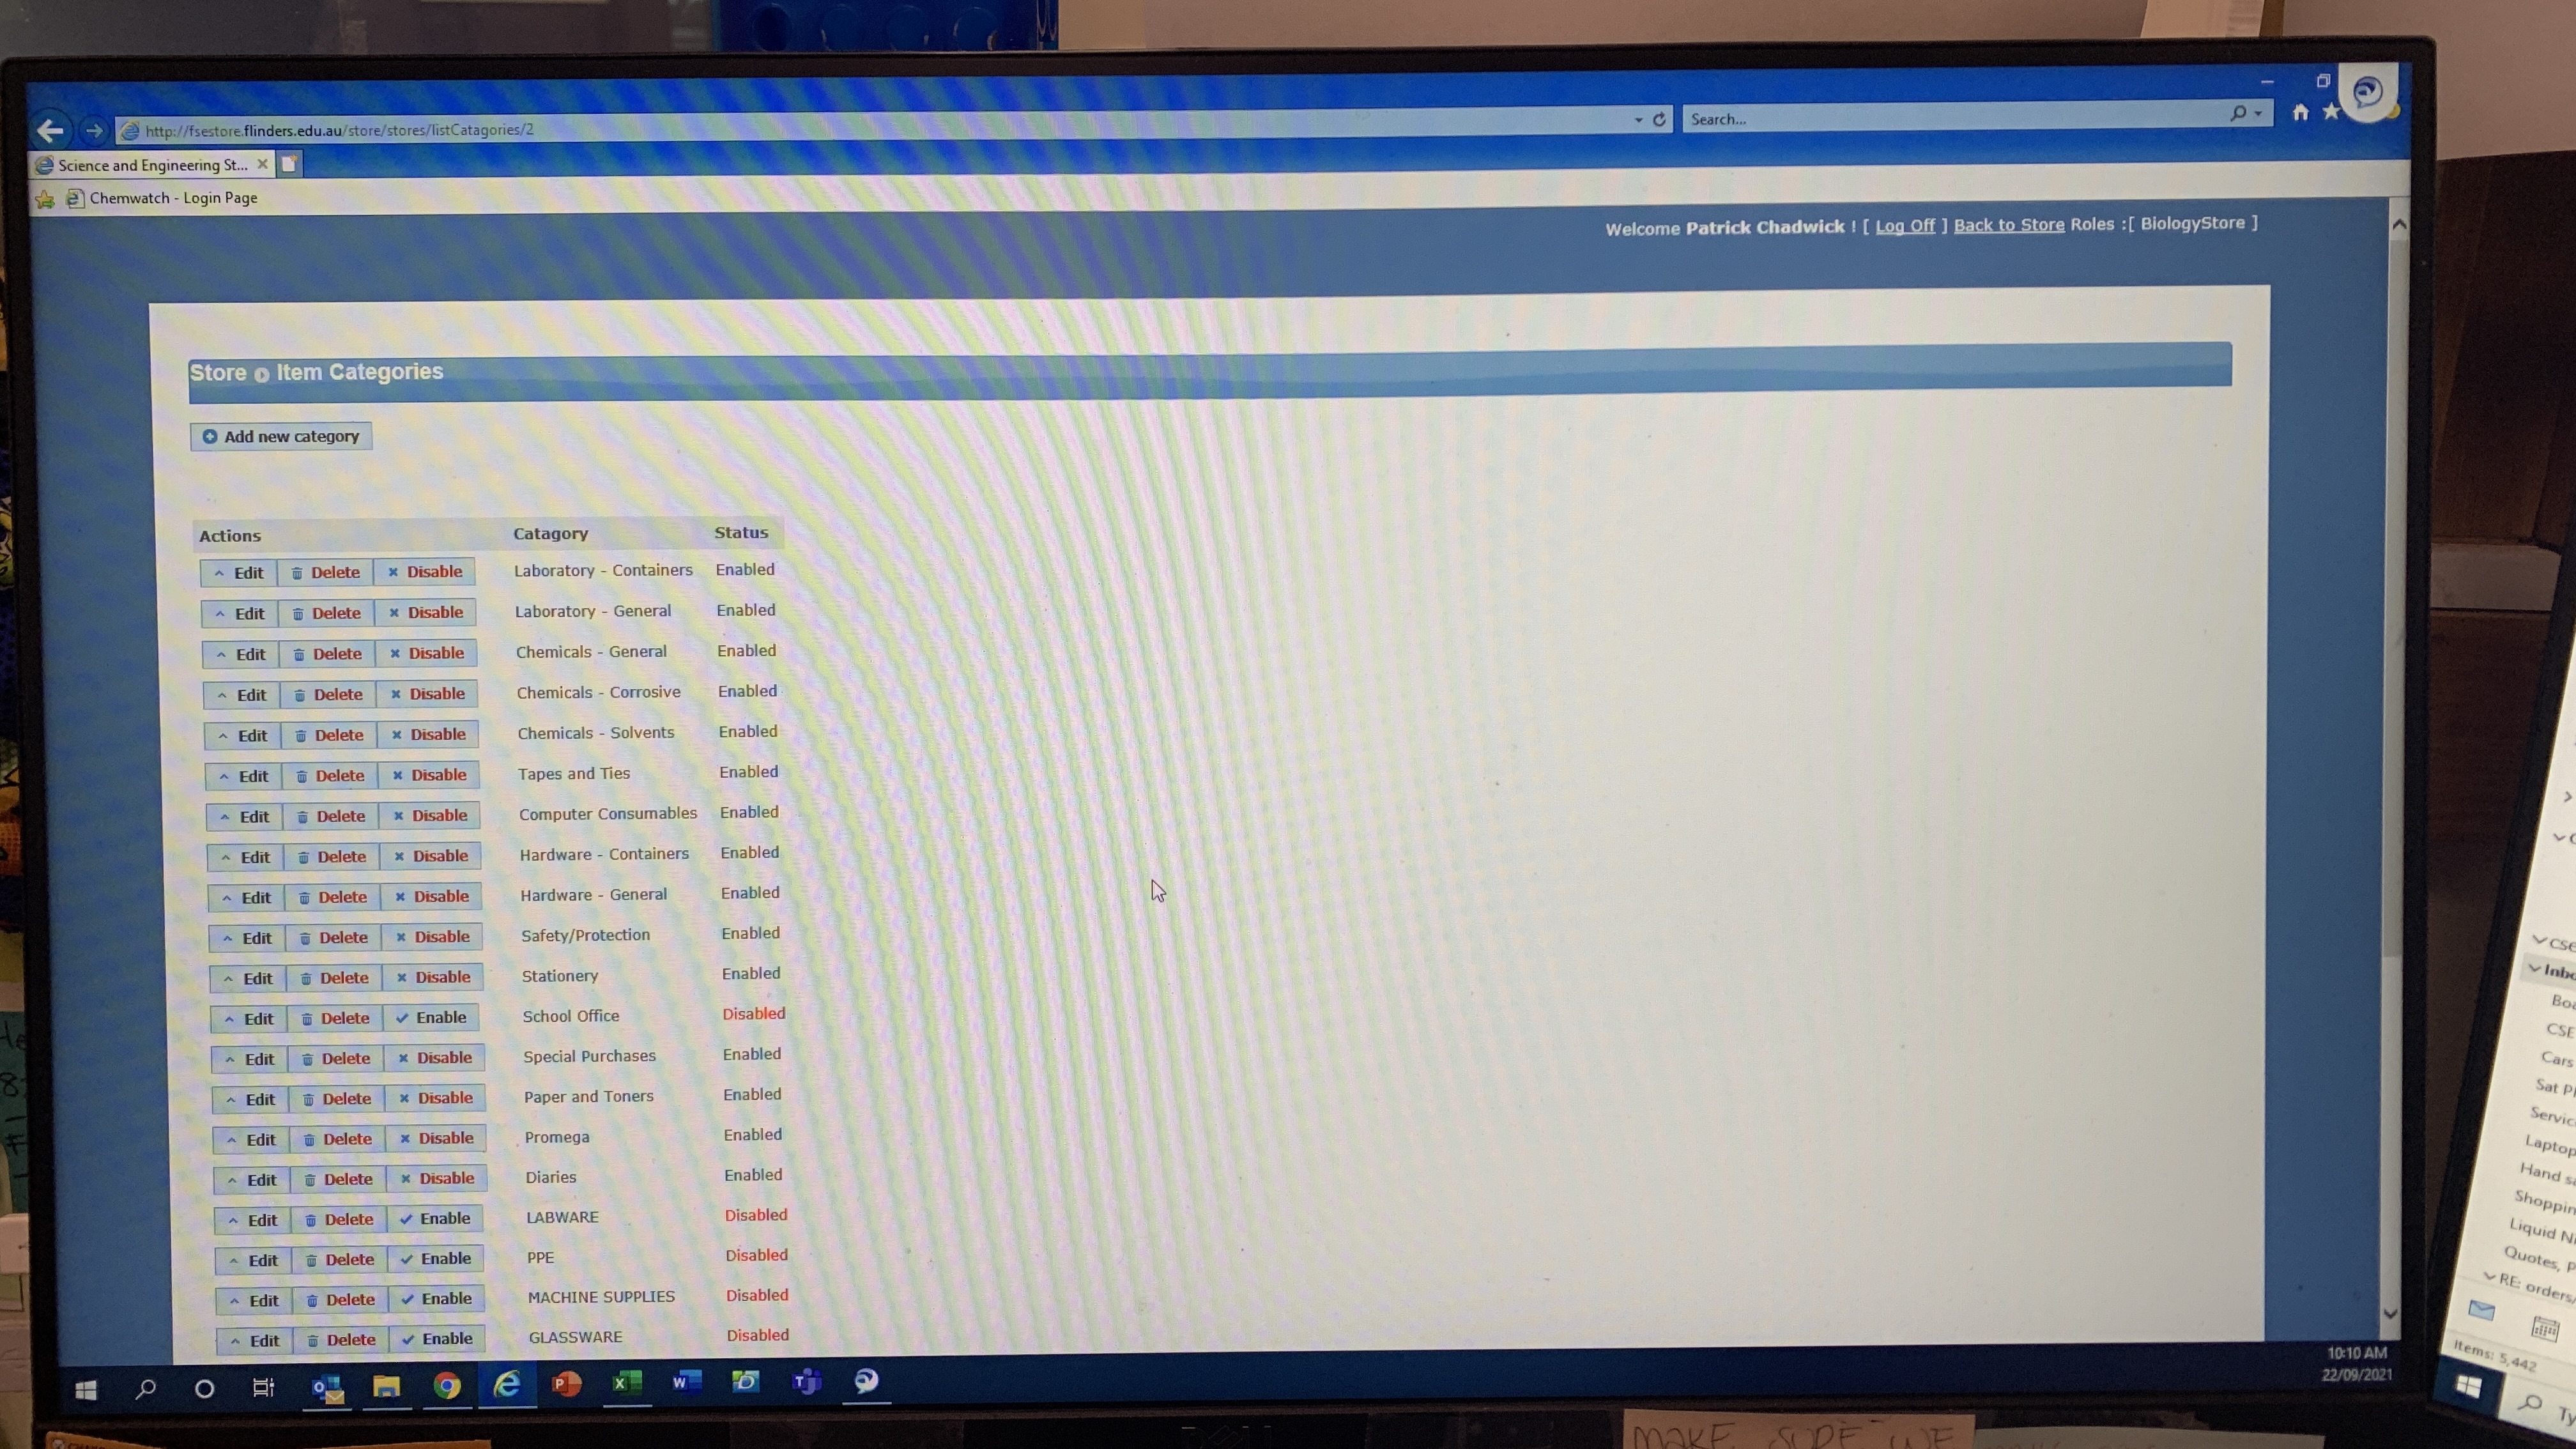 http://fsestore.flinders.edu.au/store/stores/listCatagories/2
Search...
Science and Engineering St...
Chemwatch - Login Page
Welcome Patrick Chadwick ! [ Log Off ] Back to Store Roles :[ BiologyStore ]
Store Item Categories
Add new category
Actions Catagory Status
Edit Delete Disable Laboratory - Containers Enabled
Edit Delete Disable Laboratory - General Enabled
Edit Delete Disable Chemicals - General Enabled
Edit Delete Disable Chemicals - Corrosive Enabled
Edit Delete Disable Chemicals - Solvents Enabled
Edit Delete Disable Tapes and Ties Enabled
Edit Delete Disable Computer Consumables Enabled
Edit Delete Disable Hardware - Containers Enabled
Edit Delete Disable Hardware - General Enabled
Edit Delete Disable Safety/Protection Enabled
Edit Delete Disable Stationery Enabled
Edit Delete Enable School Office Disabled
Edit Delete Disable Special Purchases Enabled
Edit Delete Disable Paper and Toners Enabled
Edit Delete Disable Promega Enabled
Edit Delete Disable Diaries Enabled
Edit Delete Enable LABWARE Disabled
Edit Delete Enable PPE Disabled
Edit Delete Enable MACHINE SUPPLIES Disabled
Edit Delete Enable GLASSWARE Disabled
10:10 AM
22/09/2021
CSE
Inbo
Boa
CSE
Cars
Sat Pl
Servic
Laptop
Hand sa
Shoppin
Liquid Ni
Quotes, P
RE: orders/
Items: 5,442
Ty
MAKE SURE WE